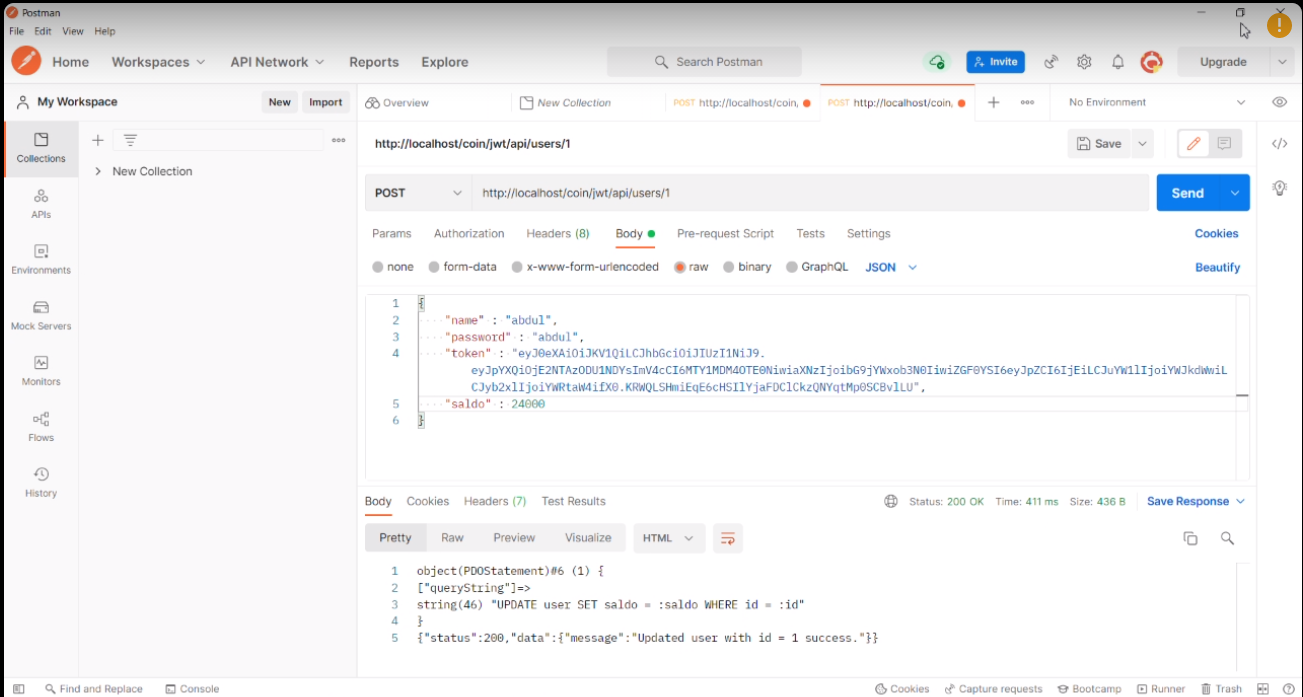 Postman
File Edit View Help
Home Workspaces API Network Reports Explore Search Postman Invite Upgrade
My Workspace New Import Overview New Collection POST http://localhost/coin, POST http://localhost/coin, No Environment
Collections
New Collection
http://localhost/coin/jwt/api/users/1 Save
POST http://localhost/coin/jwt/api/users/1 Send
APIs
Params Authorization Headers (8) Body Pre-request Script Tests Settings Cookies
Environments
none form-data x-www-form-urlencoded raw binary GraphQL JSON Beautify
Mock Servers
Monitors
Flows
History
1 {
2 "name" : "abdul",
3 "password" : "abdul",
4 "token" : "eyJ0eXAiOiJKV1QiLCJhbGciOiJIUzI1NiJ9.
5 "saldo" : 24000
6 }
Body Cookies Headers (7) Test Results Status: 200 OK Time: 411 ms Size: 436 B Save Response
Pretty Raw Preview Visualize HTML
1 object(PDOStatement)#6 (1) {
2 ["queryString"]=>
3 string(46) "UPDATE user SET saldo = :saldo WHERE id = :id"
4 }
5 {"status":200,"data":{"message":"Updated user with id = 1 success."}}
Find and Replace Console Cookies Capture requests Bootcamp Runner Trash